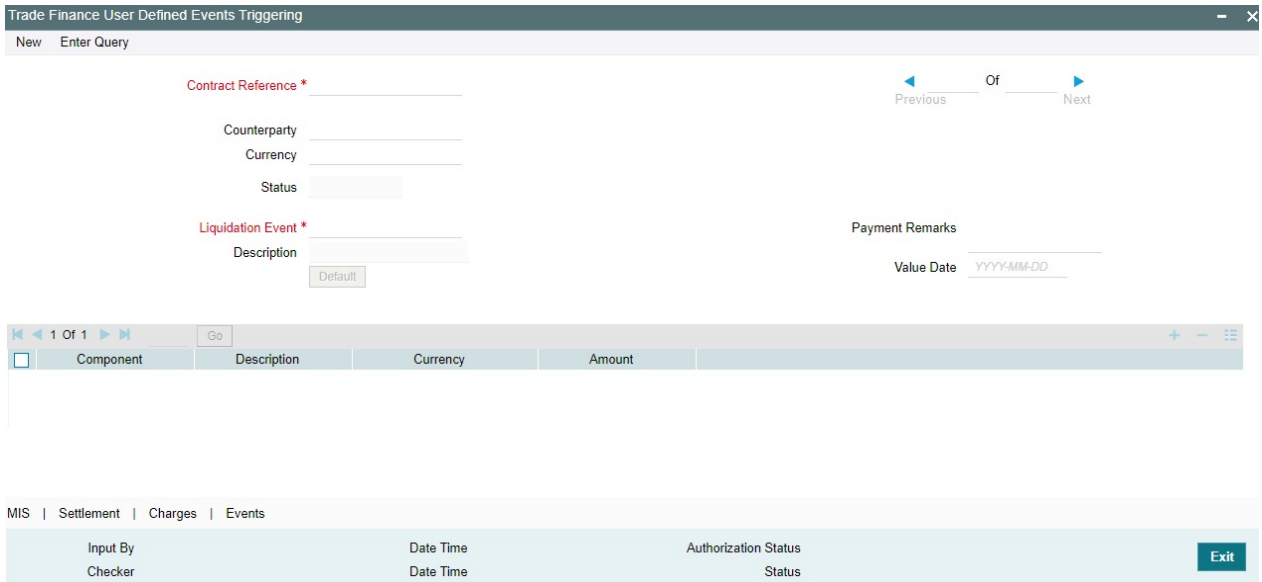 Trade Finance User Defined Events Triggering
New Enter Query
Contract Reference *
Of
Previous Next
Counterparty
Currency
Status
Liquidation Event *
Payment Remarks
Description
Value Date YYYY-MM-DD
Default
1 Of 1 Go
Component Description Currency Amount
MIS | Settlement | Charges | Events
Input By Date Time Authorization Status
Exit
Checker Date Time Status